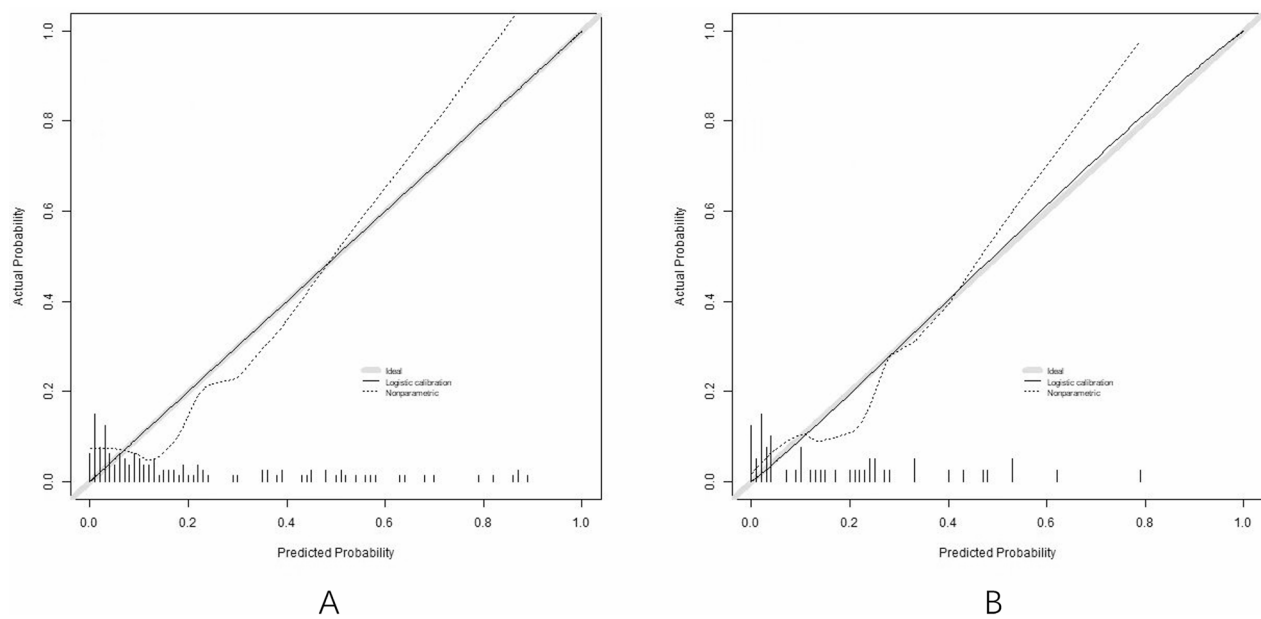 1.0
0.8
0.6
0.4
0.2
0.0
Actual Probability
Ideal
Logistic calibration
Nonparametric
0.0 0.2 0.4 0.6 0.8 1.0
Predicted Probability
A
1.0
0.8
0.6
0.4
0.2
0.0
Actual Probability
Ideal
Logistic calibration
Nonparametric
0.0 0.2 0.4 0.6 0.8 1.0
Predicted Probability
B